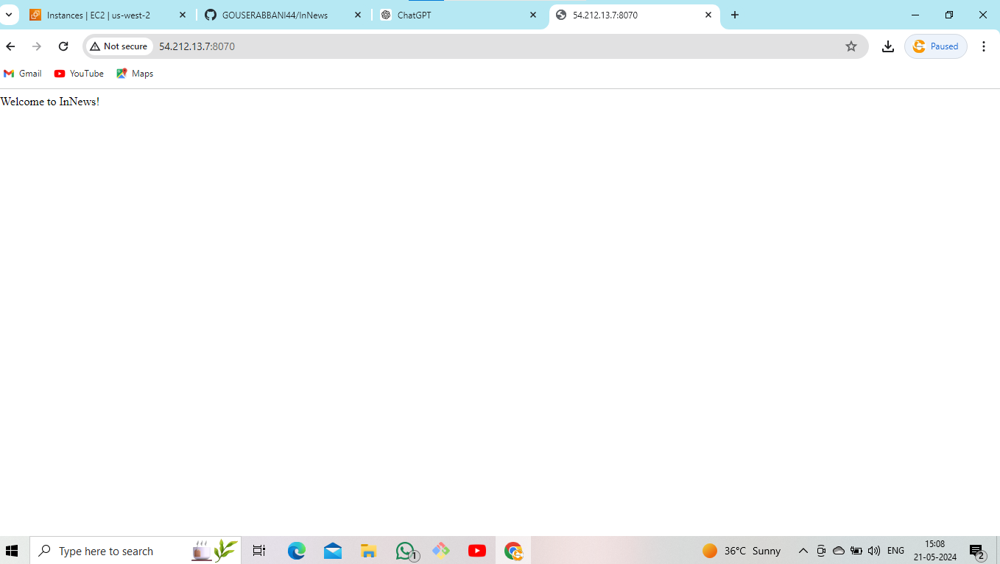 Instances | EC2 | us-west-2
GOUSERABBANI44/InNews
ChatGPT
54.212.13.7:8070
Not secure
54.212.13.7:8070
Paused
Gmail
YouTube
Maps
Welcome to InNews!
Type here to search
1
36°C Sunny
ENG
15:08
21-05-2024
2